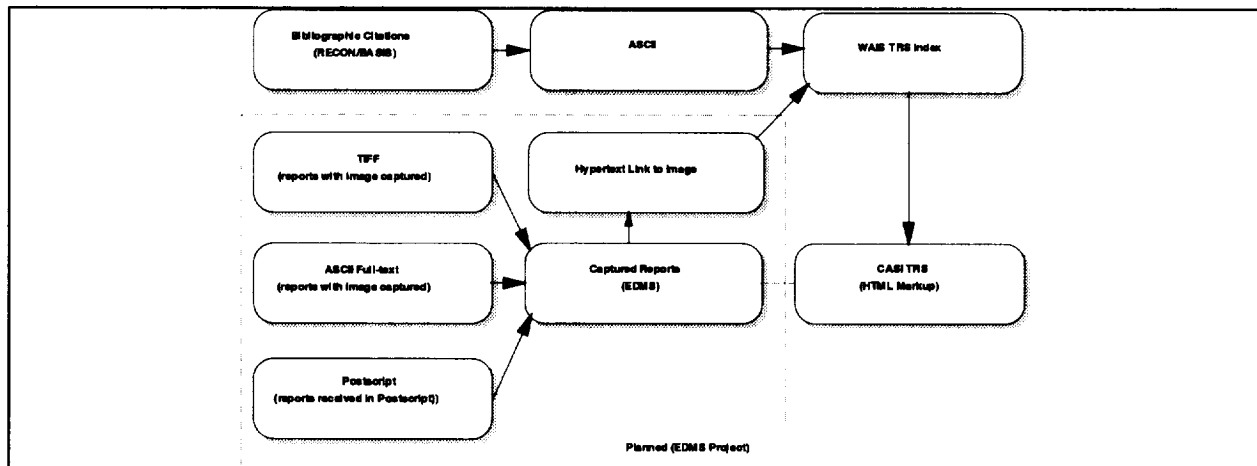 Bibliographic Citations
(RECON/BASIS)
ASCII
WAIS TRS Index
TIFF
(reports with image captured)
Hypertext Link to Image
ASCII Full-text
(reports with image captured)
Captured Reports
(EDMS)
CASI TRS
(HTML Markup)
Postscript
(reports received in Postscript))
Planned (EDMS Project)